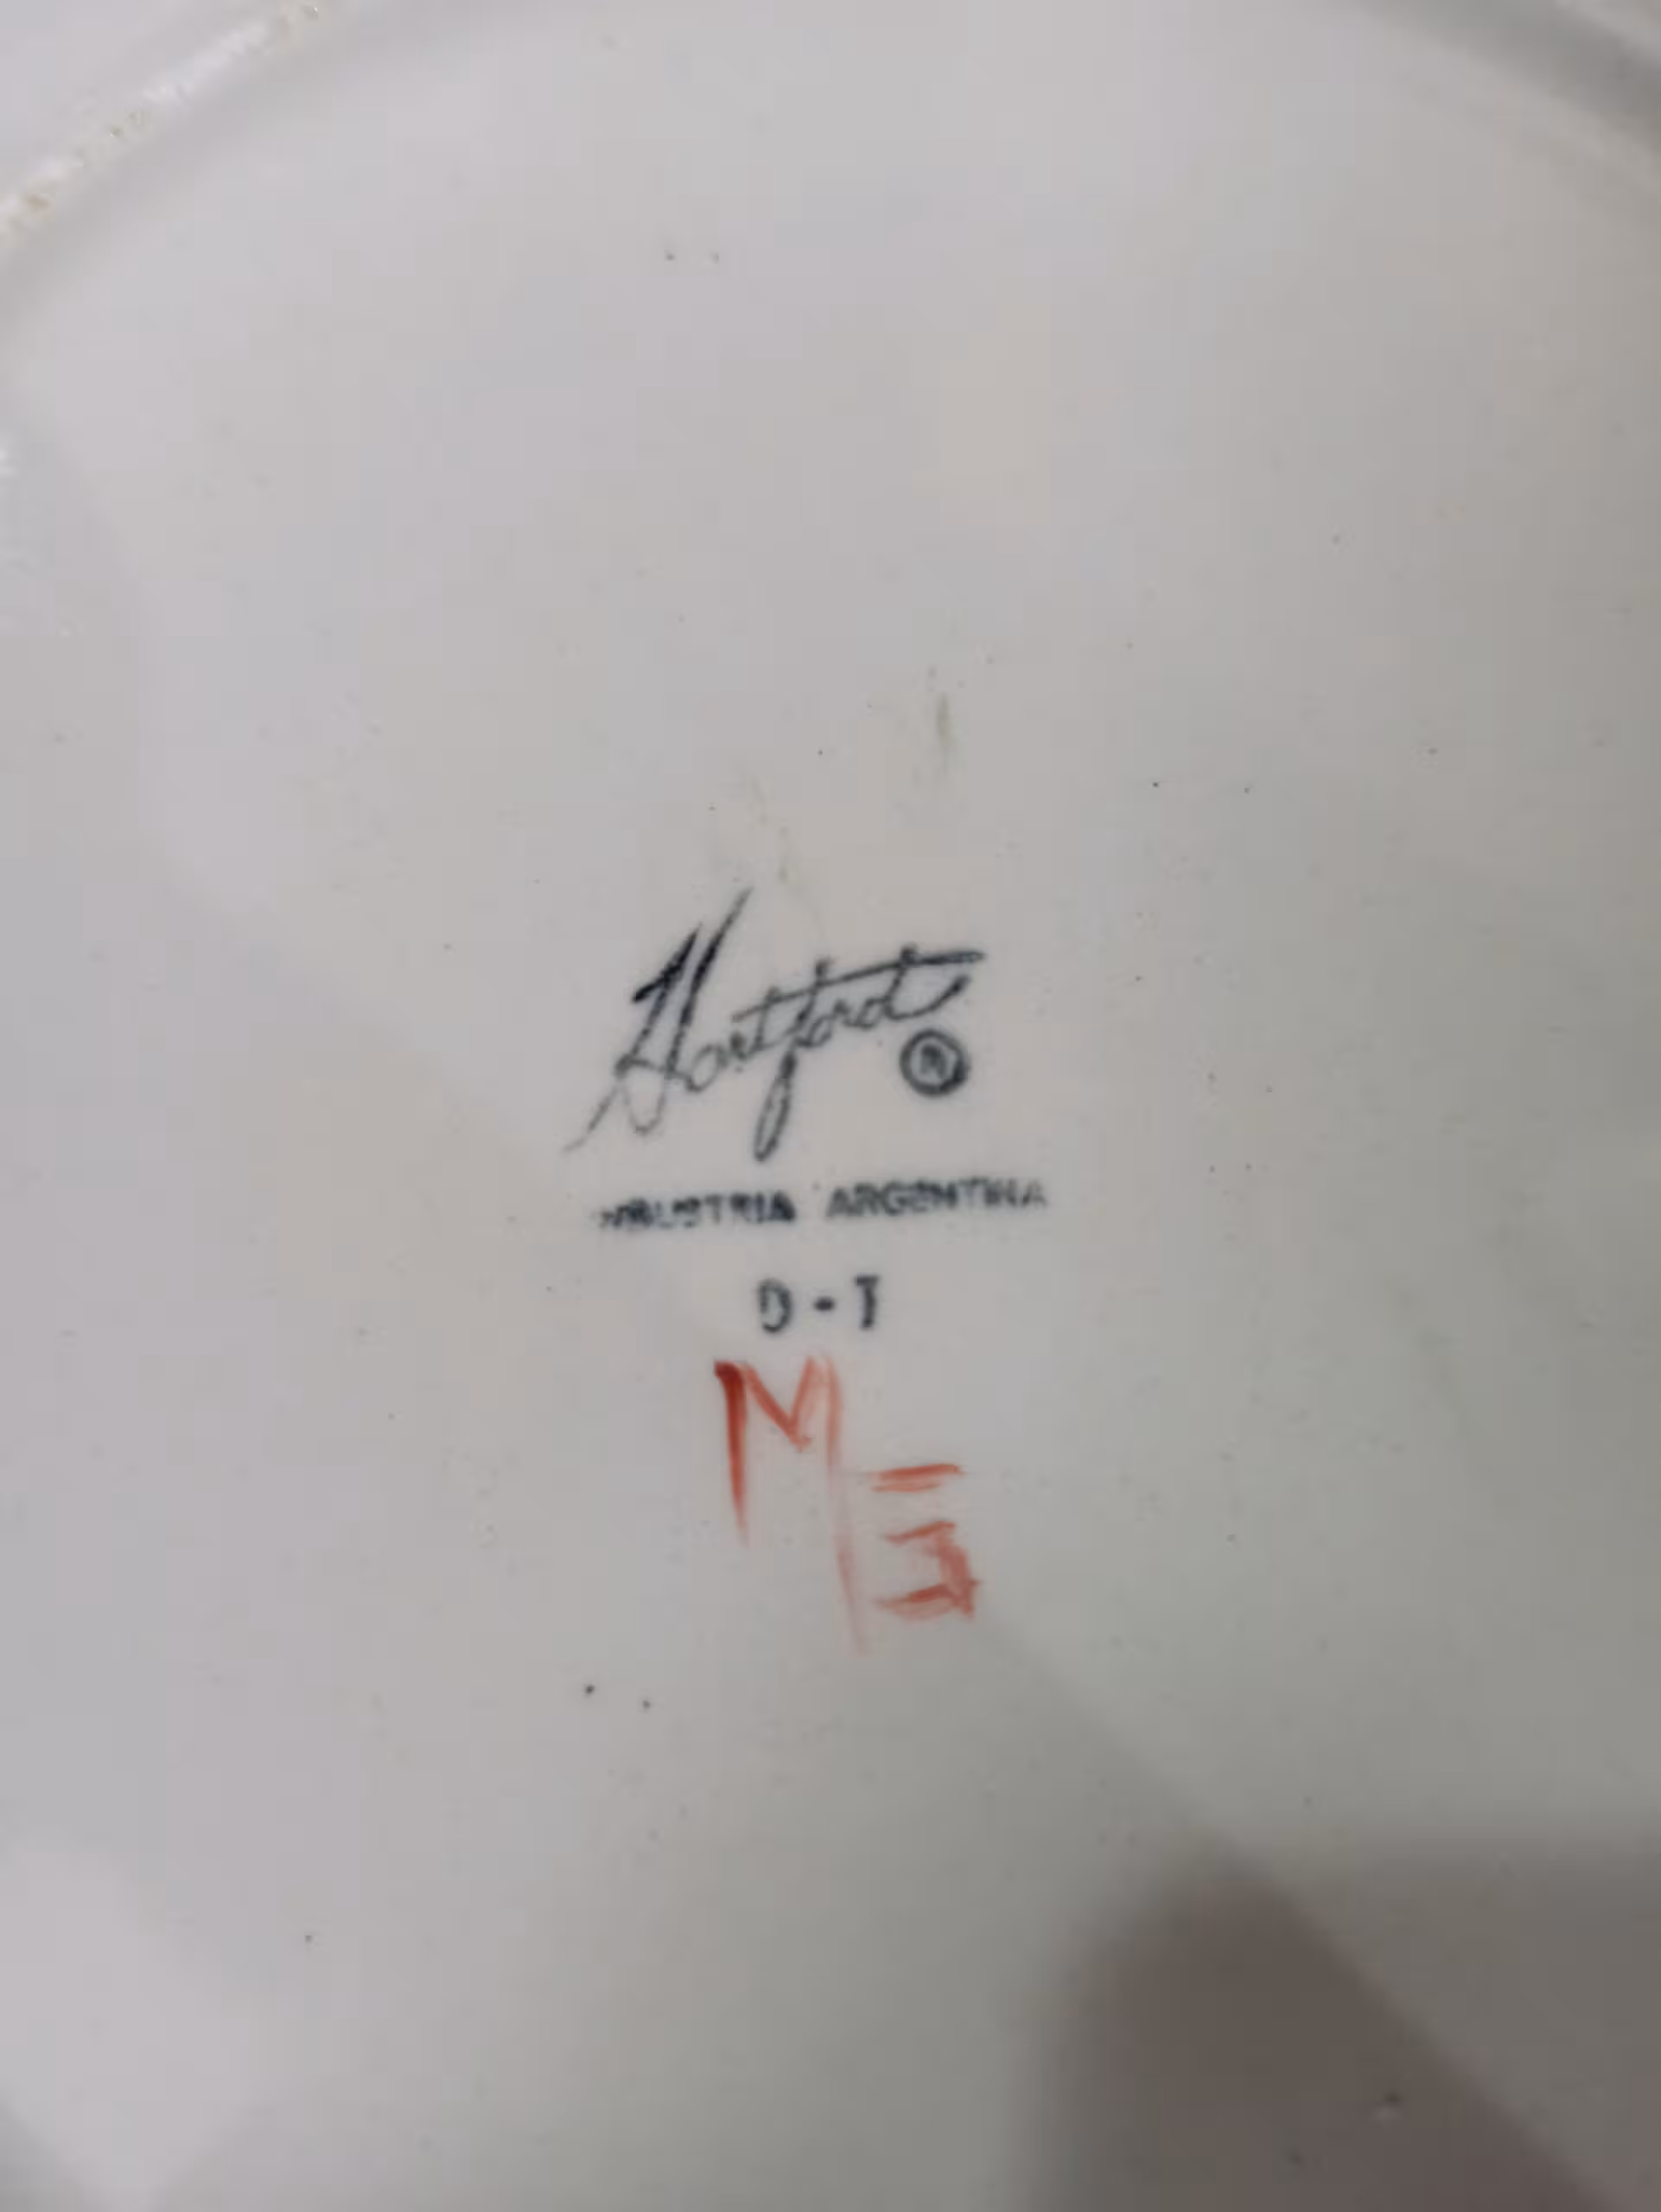 Hartford ®
INDUSTRIA ARGENTINA
D - I
M